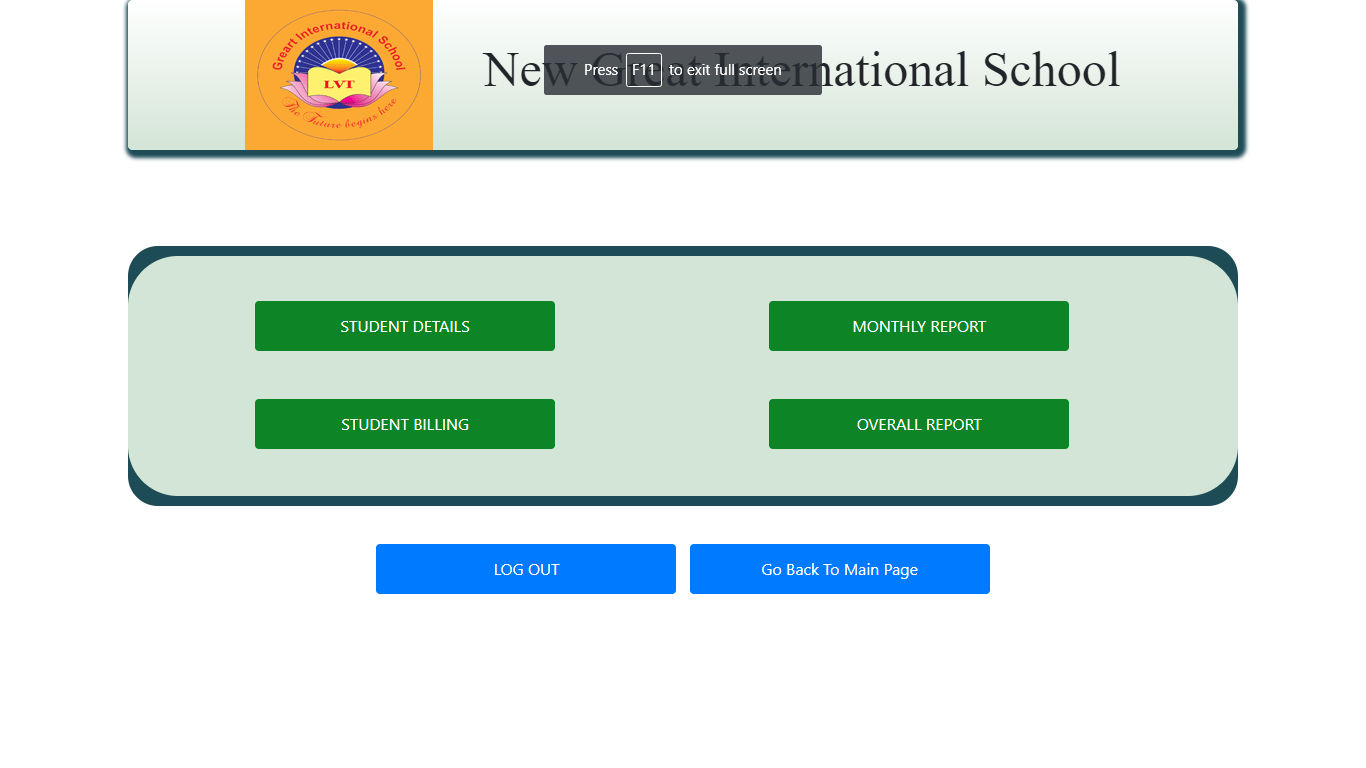 Greart International School
LVT
The Future begins here
New Great International School
Press F11 to exit full screen
STUDENT DETAILS
MONTHLY REPORT
STUDENT BILLING
OVERALL REPORT
LOG OUT
Go Back To Main Page